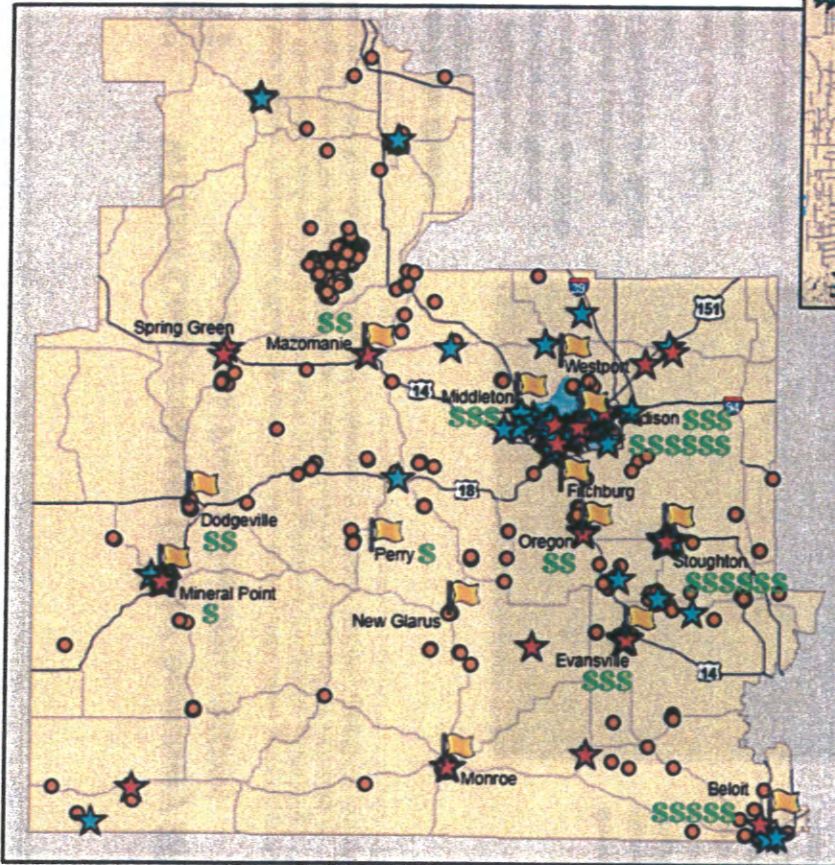 151
Spring Green
$$
Mazomanie
Westport
14
Middleton
$$$
$$$
$$$$$$
18
Fitchburg
Dodgeville
$$
Perry $
Oregon
$$
Stoughton
$$$$$$
Mineral Point
$
New Glarus
Evansville
$$$
14
Monroe
Beloit
$$$$$